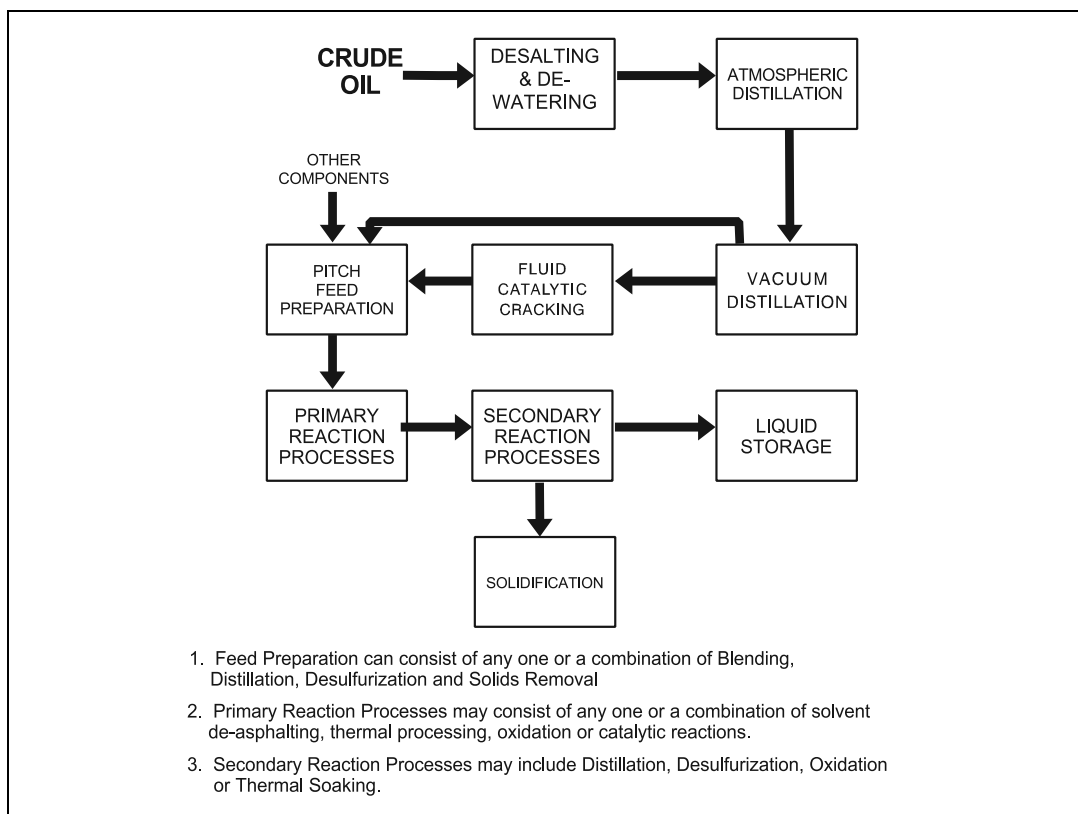 CRUDE
OIL
DESALTING
& DE-
WATERING
ATMOSPHERIC
DISTILLATION
OTHER
COMPONENTS
PITCH
FEED
PREPARATION
FLUID
CATALYTIC
CRACKING
VACUUM
DISTILLATION
PRIMARY
REACTION
PROCESSES
SECONDARY
REACTION
PROCESSES
LIQUID
STORAGE
SOLIDIFICATION
1. Feed Preparation can consist of any one or a combination of Blending,
Distillation, Desulfurization and Solids Removal
2. Primary Reaction Processes may consist of any one or a combination of solvent
de-asphalting, thermal processing, oxidation or catalytic reactions.
3. Secondary Reaction Processes may include Distillation, Desulfurization, Oxidation
or Thermal Soaking.